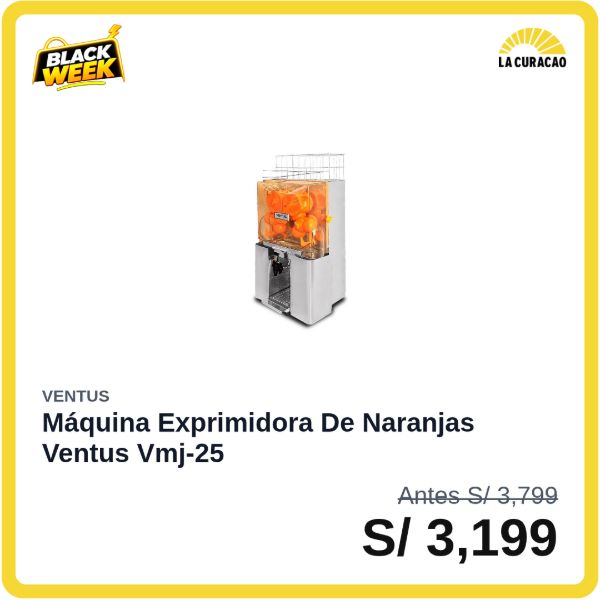 BLACK
WEEK
LA CURACAO
VENTUS
Máquina Exprimidora De Naranjas
Ventus Vmj-25
Antes S/ 3,799
S/ 3,199